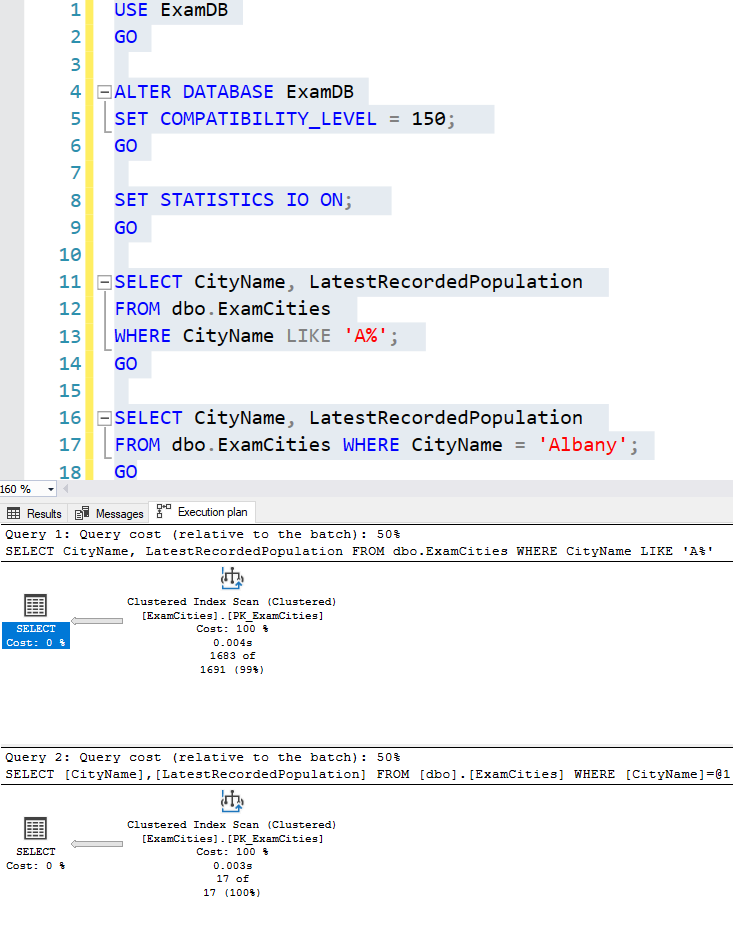 1 USE ExamDB
2 GO
3
4 ALTER DATABASE ExamDB
5 SET COMPATIBILITY_LEVEL = 150;
6 GO
7
8 SET STATISTICS IO ON;
9 GO
10
11 SELECT CityName, LatestRecordedPopulation
12 FROM dbo.ExamCities
13 WHERE CityName LIKE 'A%';
14 GO
15
16 SELECT CityName, LatestRecordedPopulation
17 FROM dbo.ExamCities WHERE CityName = 'Albany';
18 GO
160 %
Results Messages Execution plan
Query 1: Query cost (relative to the batch): 50%
SELECT CityName, LatestRecordedPopulation FROM dbo.ExamCities WHERE CityName LIKE 'A%'
Clustered Index Scan (Clustered)
[ExamCities].[PK_ExamCities]
SELECT
Cost: 0 %
Cost: 100 %
0.004s
1683 of
1691 (99%)
Query 2: Query cost (relative to the batch): 50%
SELECT [CityName],[LatestRecordedPopulation] FROM [dbo].[ExamCities] WHERE [CityName]=@1
Clustered Index Scan (Clustered)
[ExamCities].[PK_ExamCities]
SELECT
Cost: 0 %
Cost: 100 %
0.003s
17 of
17 (100%)